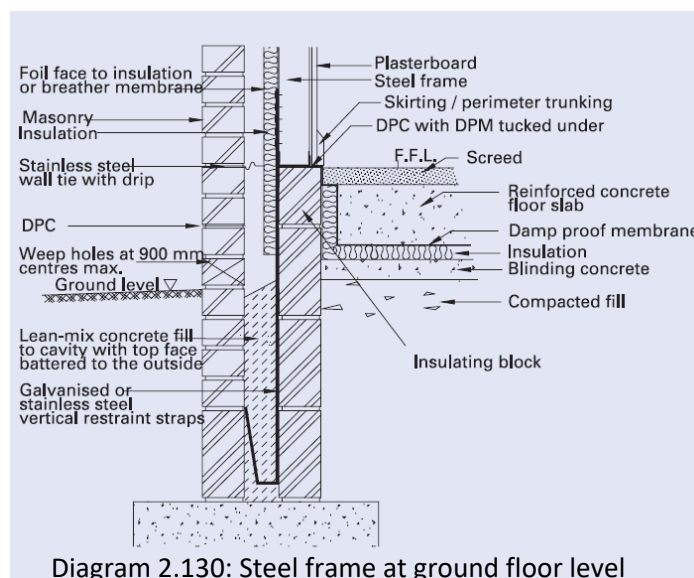 Foil face to insulation
or breather membrane
Masonry
Insulation
Stainless steel
wall tie with drip
DPC
Weep holes at 900 mm
centres max.
Ground level
Lean-mix concrete fill
to cavity with top face
battered to the outside
Galvanised or
stainless steel
vertical restraint straps
Plasterboard
Steel frame
Skirting / perimeter trunking
DPC with DPM tucked under
F.F.L.
Screed
Reinforced concrete
floor slab
Damp proof membrane
Insulation
Blinding concrete
Compacted fill
Insulating block
Diagram 2.130: Steel frame at ground floor level